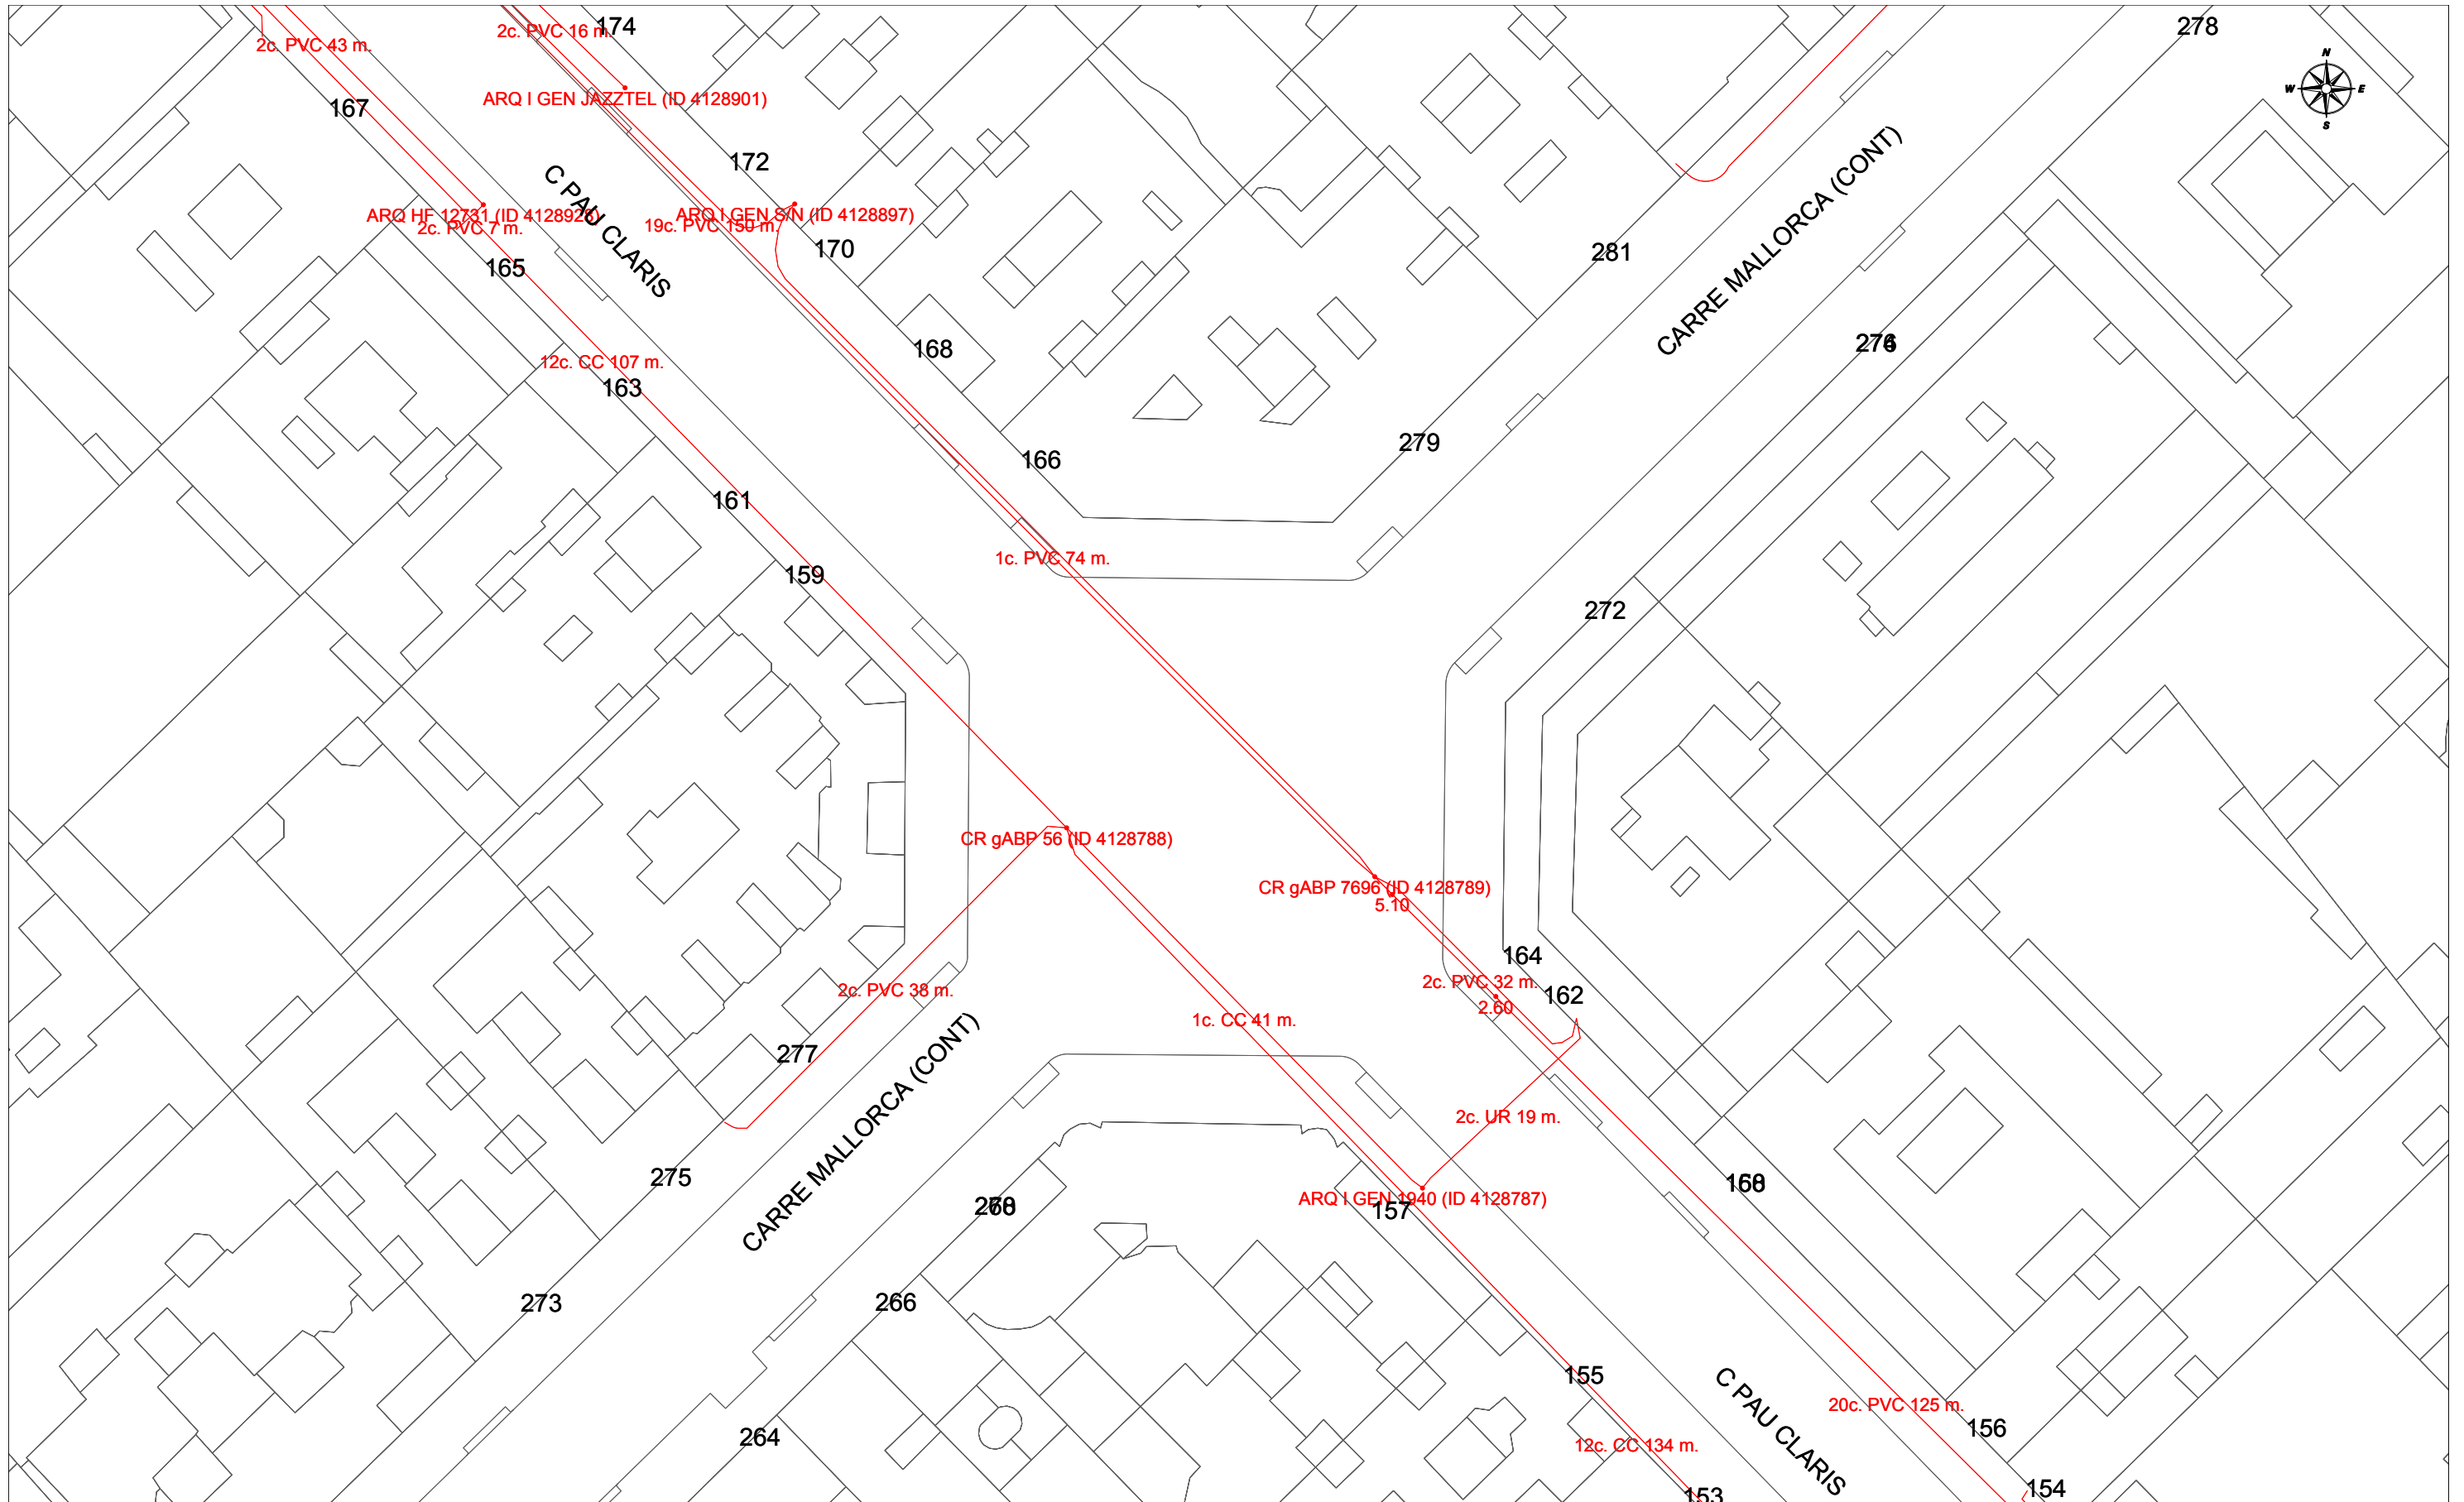 174
278
2c. PVC 16 m.
2c. PVC 43 m.
N
W
E
S
ARQ I GEN JAZZTEL (ID 4128901)
167
172
C PAU CLARIS
CARRE MALLORCA (CONT)
ARQ HF 12731 (ID 4128928)
2c. PVC 7 m.
ARQ I GEN S/N (ID 4128897)
19c. PVC 150 m.
170
281
165
168
12c. CC 107 m.
163
279
166
161
1c. PVC 74 m.
159
272
CR gABP 56 (ID 4128788)
CR gABP 7696 (ID 4128789)
5.10
164
2c. PVC 38 m.
2c. PVC 32 m.
162
2.60
1c. CC 41 m.
277
2c. UR 19 m.
CARRE MALLORCA (CONT)
275
ARQ I GEN 1940 (ID 4128787)
157
273
266
155
C PAU CLARIS
20c. PVC 125 m.
156
264
12c. CC 134 m.
154
153